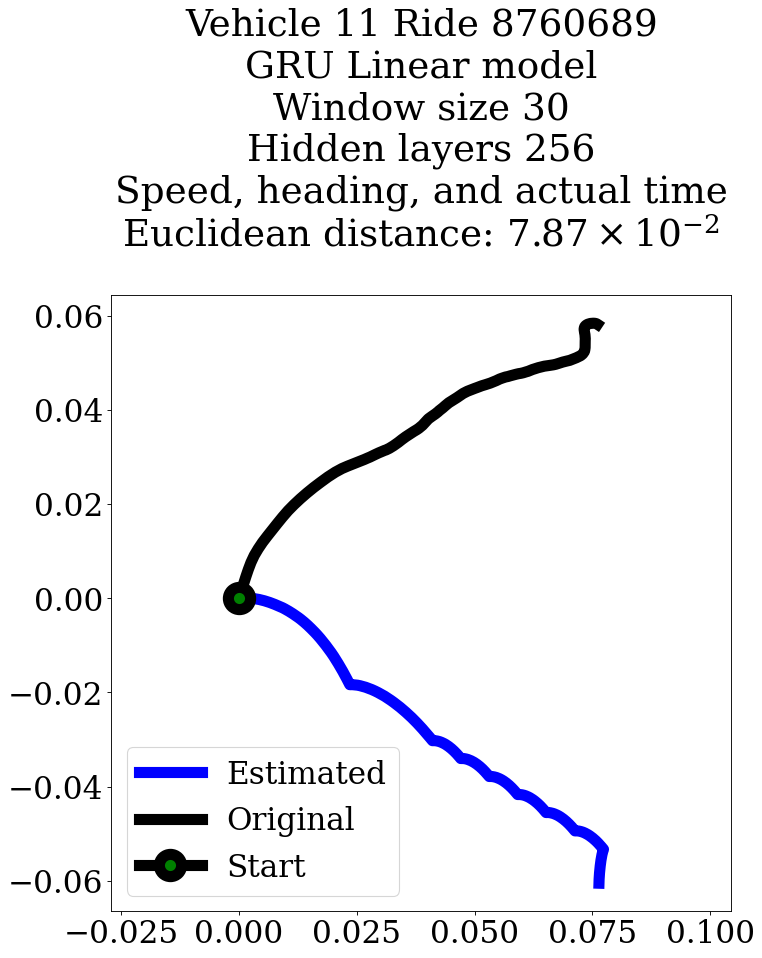 Vehicle 11 Ride 8760689
GRU Linear model
Window size 30
Hidden layers 256
Speed, heading, and actual time
Euclidean distance: 7.87 × 10⁻²
0.06
0.04
0.02
0.00
−0.02
−0.04
−0.06
Estimated
Original
Start
−0.025 0.000 0.025 0.050 0.075 0.100